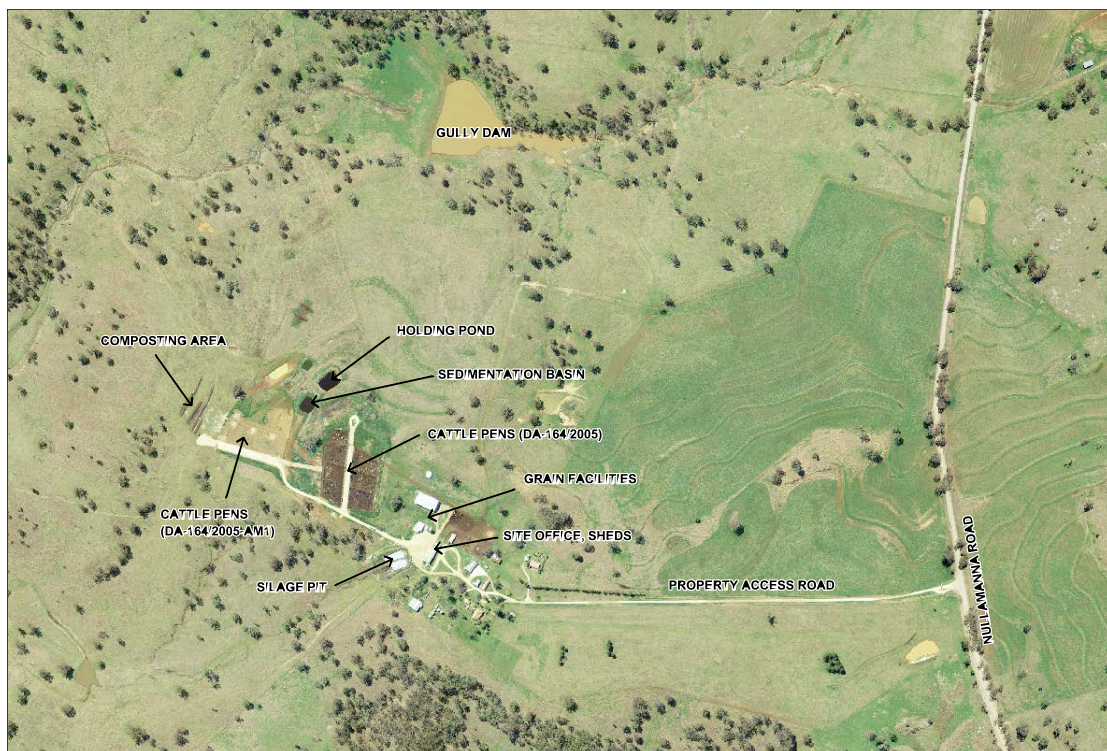 GULLY DAM
HOLDING POND
COMPOSTING AREA
SEDIMENTATION BASIN
CATTLE PENS (DA-164/2005)
GRAIN FACILITIES
CATTLE PENS
(DA-164/2005-AM1)
SITE OFFICE, SHEDS
SILAGE PIT
PROPERTY ACCESS ROAD
NULLAMANNA ROAD